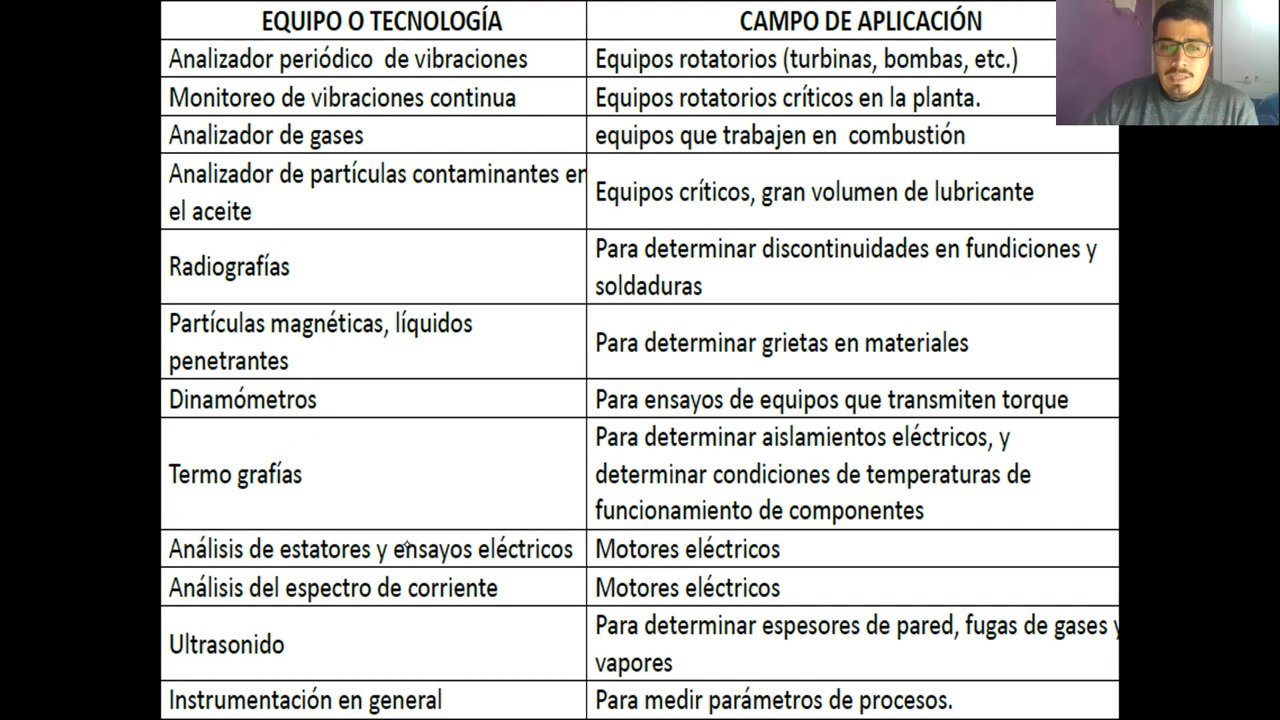 EQUIPO O TECNOLOGÍA
CAMPO DE APLICACIÓN
Analizador periódico de vibraciones
Equipos rotatorios (turbinas, bombas, etc.)
Monitoreo de vibraciones continua
Equipos rotatorios críticos en la planta.
Analizador de gases
equipos que trabajen en combustión
Analizador de partículas contaminantes en
el aceite
Equipos críticos, gran volumen de lubricante
Radiografías
Para determinar discontinuidades en fundiciones y
soldaduras
Partículas magnéticas, líquidos
penetrantes
Para determinar grietas en materiales
Dinamómetros
Para ensayos de equipos que transmiten torque
Termo grafías
Para determinar aislamientos eléctricos, y
determinar condiciones de temperaturas de
funcionamiento de componentes
Análisis de estatores y ensayos eléctricos
Motores eléctricos
Análisis del espectro de corriente
Motores eléctricos
Ultrasonido
Para determinar espesores de pared, fugas de gases y
vapores
Instrumentación en general
Para medir parámetros de procesos.